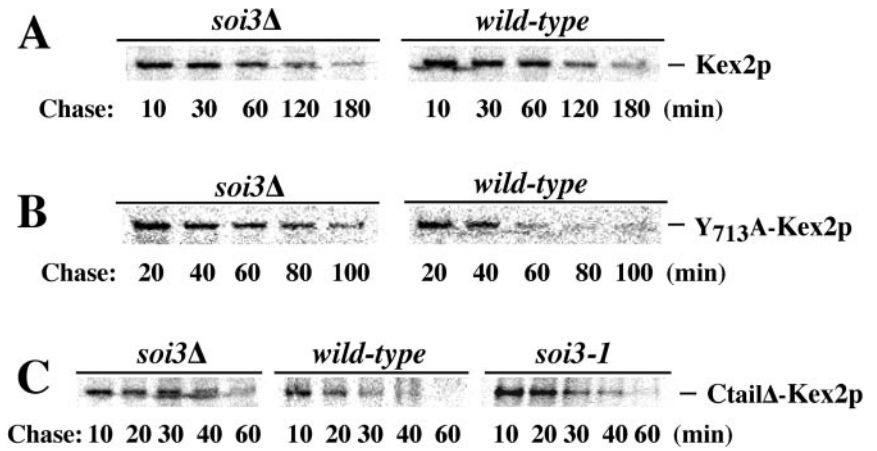 A soi3Δ wild-type
Kex2p
Chase: 10 30 60 120 180 10 30 60 120 180 (min)
B soi3Δ wild-type
Y713A-Kex2p
Chase: 20 40 60 80 100 20 40 60 80 100 (min)
C soi3Δ wild-type soi3-1
CtailΔ-Kex2p
Chase: 10 20 30 40 60 10 20 30 40 60 10 20 30 40 60 (min)